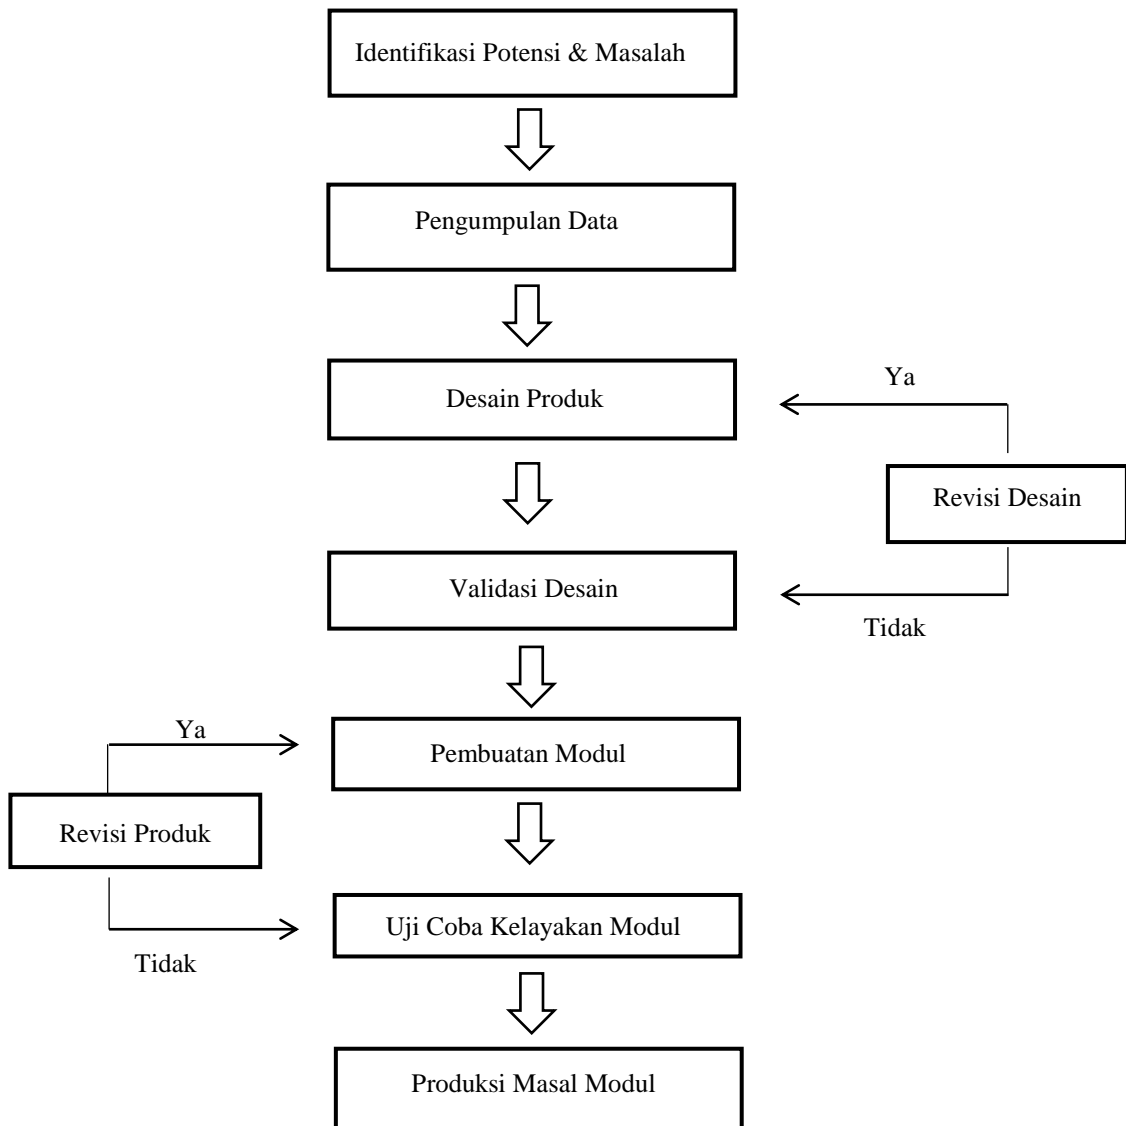 Identifikasi Potensi & Masalah
Pengumpulan Data
Desain Produk
Ya
Revisi Desain
Validasi Desain
Tidak
Ya
Pembuatan Modul
Revisi Produk
Uji Coba Kelayakan Modul
Tidak
Produksi Masal Modul